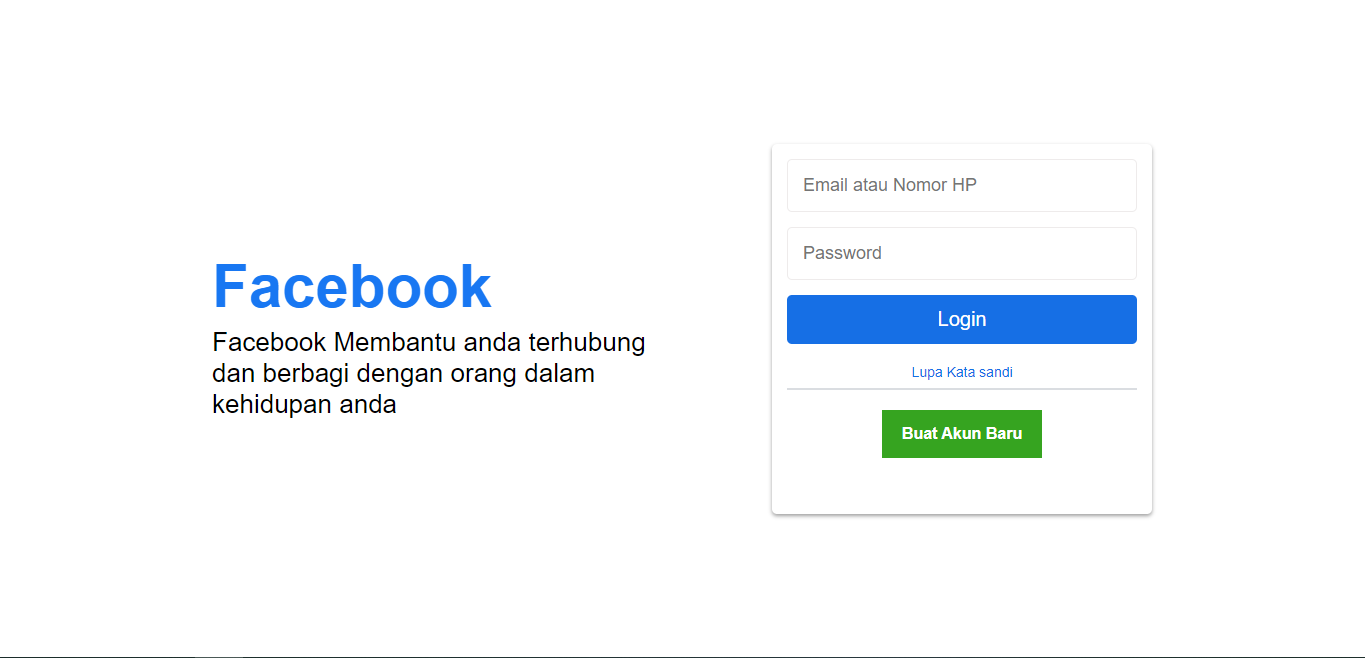 Facebook
Facebook Membantu anda terhubung
dan berbagi dengan orang dalam
kehidupan anda
Email atau Nomor HP
Password
Login
Lupa Kata sandi
Buat Akun Baru